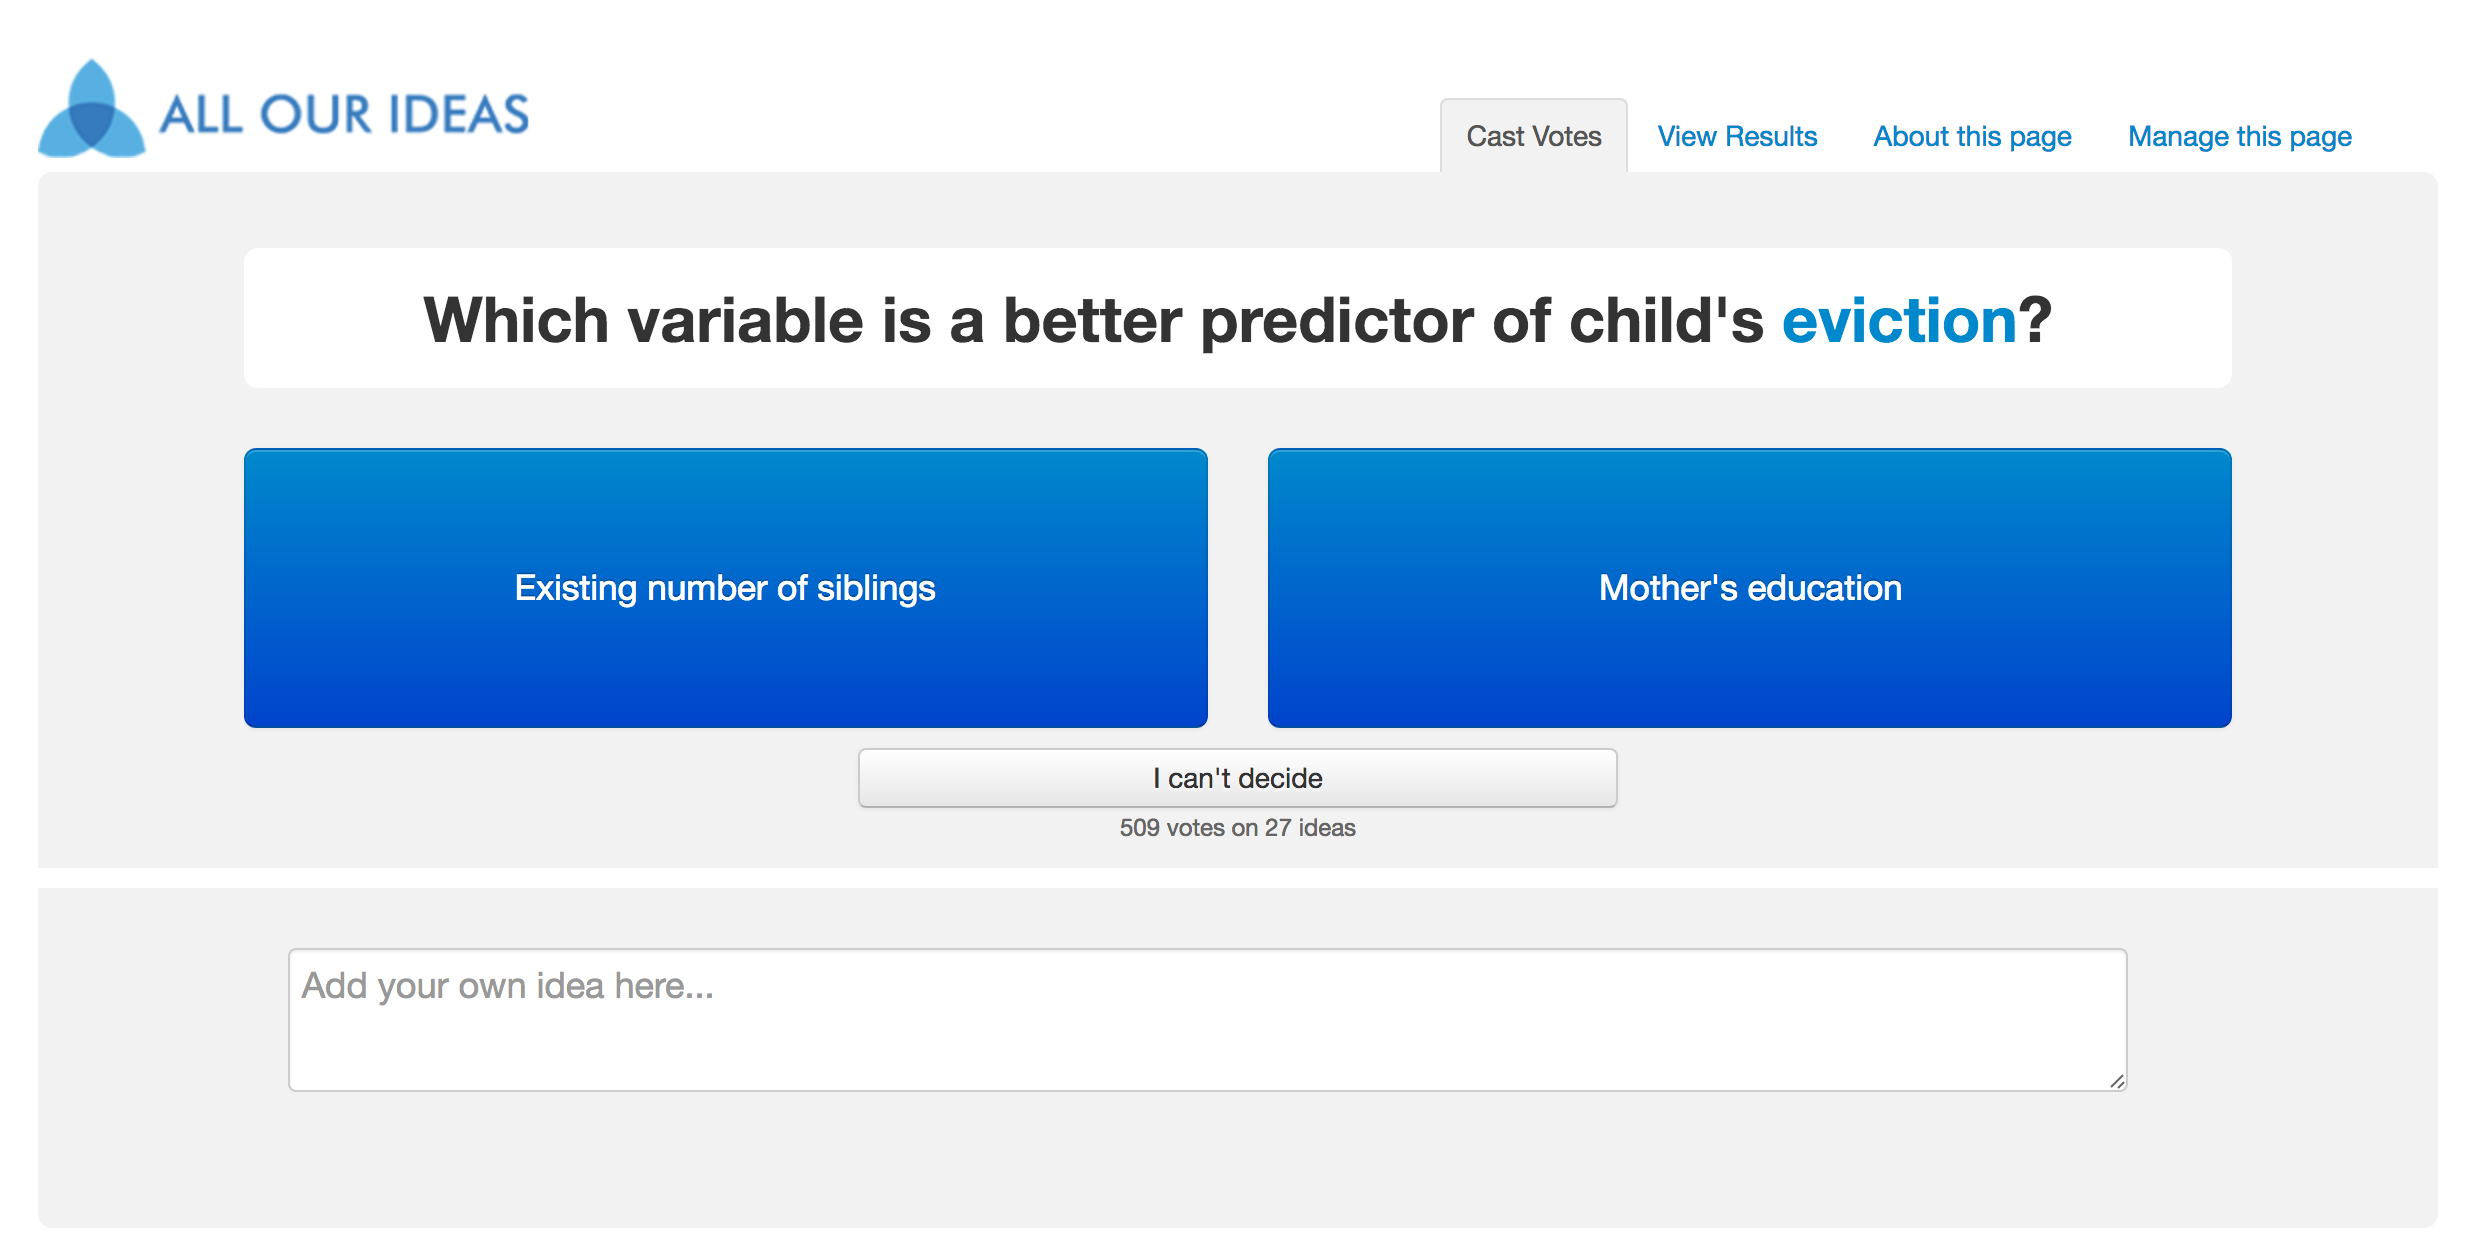 ALL OUR IDEAS
Cast Votes View Results About this page Manage this page
Which variable is a better predictor of child's eviction?
Existing number of siblings
Mother's education
I can't decide
509 votes on 27 ideas
Add your own idea here...